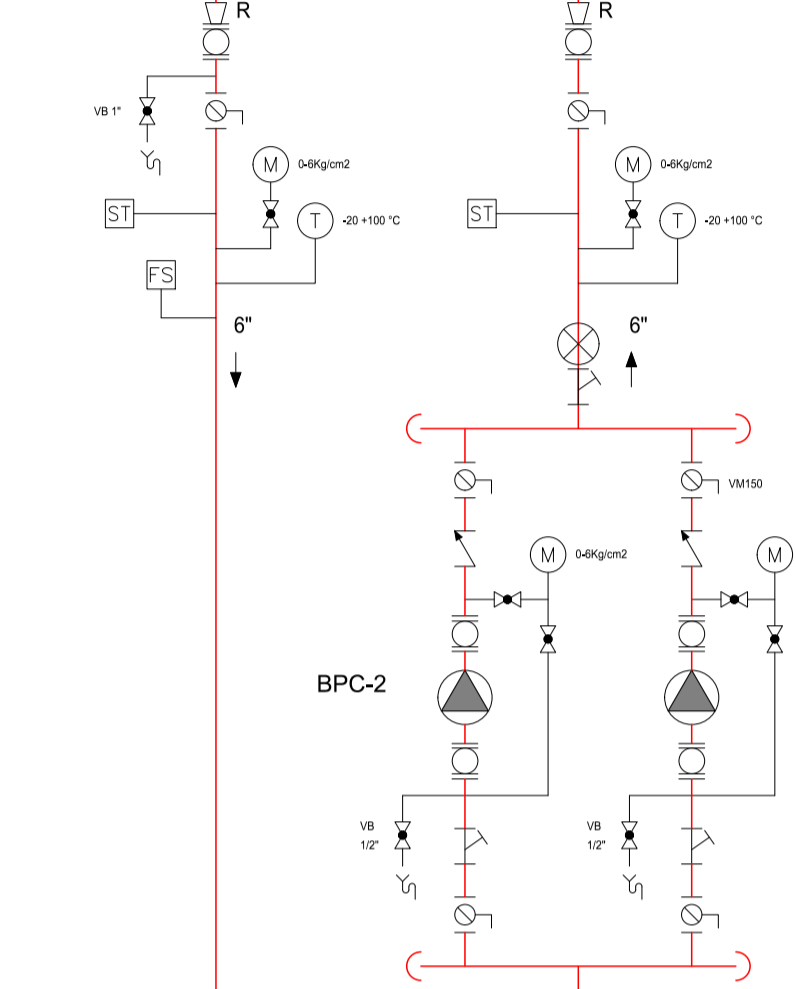 R
R
VB 1"
M
0-6Kg/cm2
M
0-6Kg/cm2
ST
T
-20 +100 °C
ST
T
-20 +100 °C
FS
6"
6"
VM150
M
0-6Kg/cm2
M
BPC-2
VB
1/2"
VB
1/2"